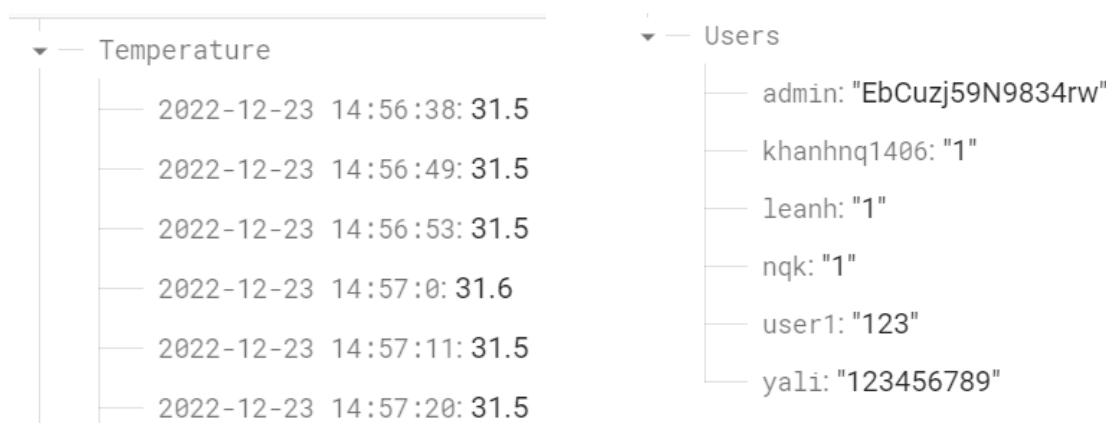 Temperature
2022-12-23 14:56:38: 31.5
2022-12-23 14:56:49: 31.5
2022-12-23 14:56:53: 31.5
2022-12-23 14:57:0: 31.6
2022-12-23 14:57:11: 31.5
2022-12-23 14:57:20: 31.5
Users
admin: "EbCuzj59N9834rw"
khanhnq1406: "1"
leanh: "1"
nqk: "1"
user1: "123"
yali: "123456789"